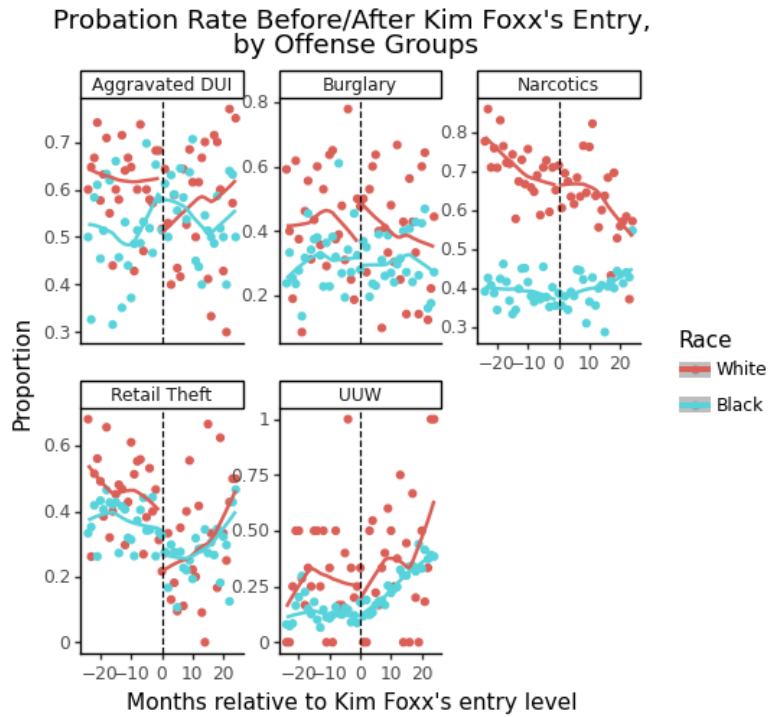 Probation Rate Before/After Kim Foxx's Entry,
by Offense Groups
Aggravated DUI
Burglary
Narcotics
0.7
0.6
0.5
0.4
0.3
0.8
0.6
0.4
0.2
0.8
0.7
0.6
0.5
0.4
0.3
−20−10 0 10 20
Proportion
Race
White
Black
Retail Theft
UUW
0.6
0.4
0.2
0
1
0.75
0.50
0.25
0
−20−10 0 10 20
−20−10 0 10 20
Months relative to Kim Foxx's entry level